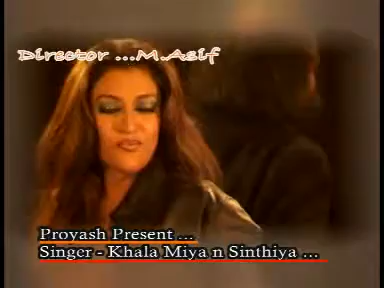 Director ...M.Asif
Proyash Present ...
Singer - Khala Miya n Sinthiya ...